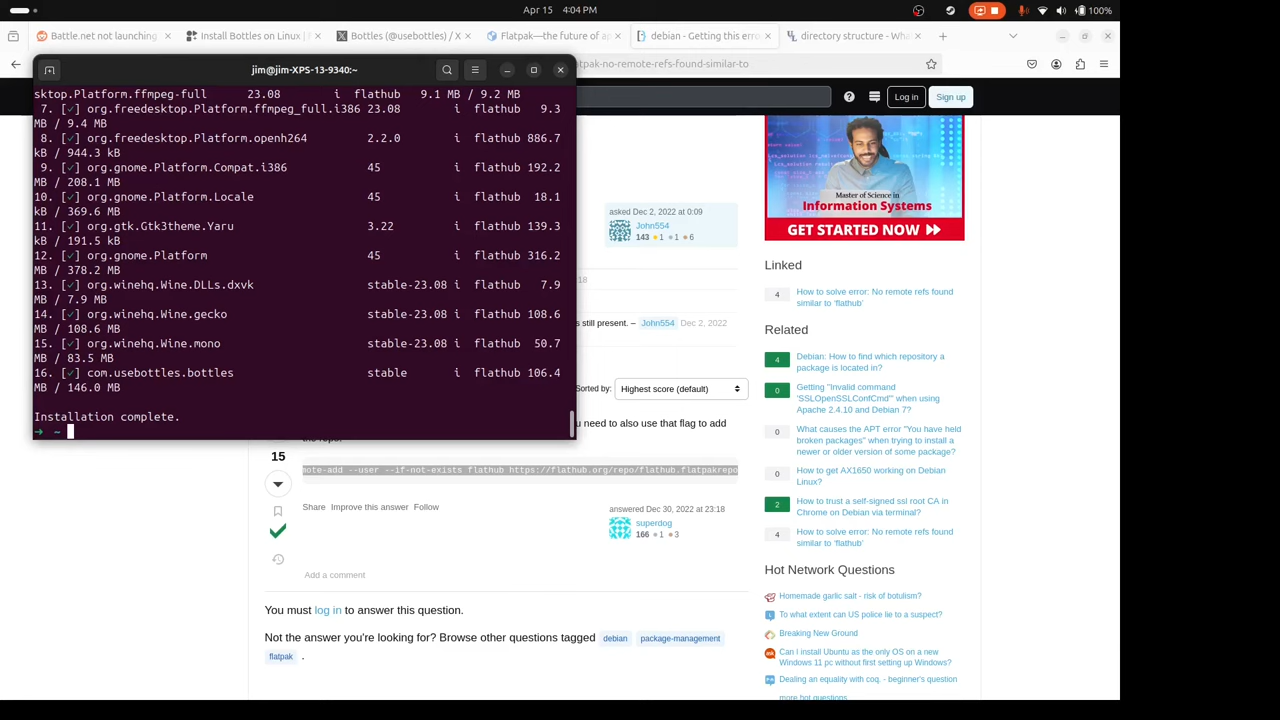 Apr 15 4:04 PM
100%
Battle.net not launching
Install Bottles on Linux |
Bottles (@usebottles) / X
Flatpak—the future of ap
debian - Getting this erro
directory structure - Wha
jim@jim-XPS-13-9340:~
atpak-no-remote-refs-found-similar-to
Log in
Sign up
sktop.Platform.ffmpeg-full 23.08 i flathub 9.1 MB / 9.2 MB
7. [✓] org.freedesktop.Platform.ffmpeg_full.i386 23.08 i flathub 9.3
MB / 9.4 MB
8. [✓] org.freedesktop.Platform.openh264 2.2.0 i flathub 886.7
kB / 944.3 kB
9. [✓] org.gnome.Platform.Compat.i386 45 i flathub 192.2
MB / 208.1 MB
10. [✓] org.gnome.Platform.Locale 45 i flathub 18.1
kB / 369.6 MB
11. [✓] org.gtk.Gtk3theme.Yaru 3.22 i flathub 139.3
kB / 191.5 kB
12. [✓] org.gnome.Platform 45 i flathub 316.2
MB / 378.2 MB
13. [✓] org.winehq.Wine.DLLs.dxvk stable-23.08 i flathub 7.9
MB / 7.9 MB
14. [✓] org.winehq.Wine.gecko stable-23.08 i flathub 108.6
MB / 108.6 MB
15. [✓] org.winehq.Wine.mono stable-23.08 i flathub 50.7
MB / 83.5 MB
16. [✓] com.usebottles.bottles stable i flathub 106.4
MB / 146.0 MB
Installation complete.
→ ~
asked Dec 2, 2022 at 0:09
John554
143 1 1 6
18
s still present. – John554 Dec 2, 2022
Sorted by:
Highest score (default)
u need to also use that flag to add
15
mote-add --user --if-not-exists flathub https://flathub.org/repo/flathub.flatpakrepo
Share Improve this answer Follow
answered Dec 30, 2022 at 23:18
superdog
166 1 3
Add a comment
You must log in to answer this question.
Not the answer you're looking for? Browse other questions tagged debian package-management
flatpak .
Master of Science in
Information Systems
GET STARTED NOW
Linked
4 How to solve error: No remote refs found
similar to 'flathub'
Related
4 Debian: How to find which repository a
package is located in?
0 Getting "Invalid command
'SSLOpenSSLConfCmd'" when using
Apache 2.4.10 and Debian 7?
0 What causes the APT error "You have held
broken packages" when trying to install a
newer or older version of some package?
0 How to get AX1650 working on Debian
Linux?
2 How to trust a self-signed ssl root CA in
Chrome on Debian via terminal?
4 How to solve error: No remote refs found
similar to 'flathub'
Hot Network Questions
Homemade garlic salt - risk of botulism?
To what extent can US police lie to a suspect?
Breaking New Ground
Can I install Ubuntu as the only OS on a new
Windows 11 pc without first setting up Windows?
Dealing an equality with coq. - beginner's question
more hot questions